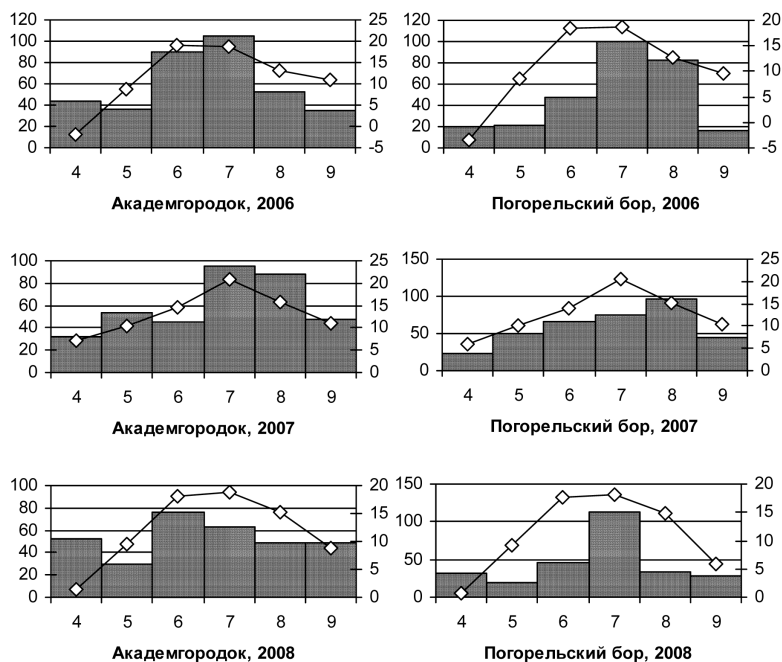 120 25 120 20
100 20 100 15
80 15 80 10
60 10 60 5
40 5 40 0
20 0 20
0 -5 0 -5
4 5 6 7 8 9 4 5 6 7 8 9
Академгородок, 2006 Погорельский бор, 2006
100 25 150 25
80 20 20
60 15 100 15
40 10 50 10
20 5 5
0 0 0 0
4 5 6 7 8 9 4 5 6 7 8 9
Академгородок, 2007 Погорельский бор, 2007
100 20 150 20
80 15 15
60 100
40 10 10
20 5 50 5
0 0 0 0
4 5 6 7 8 9 4 5 6 7 8 9
Академгородок, 2008 Погорельский бор, 2008